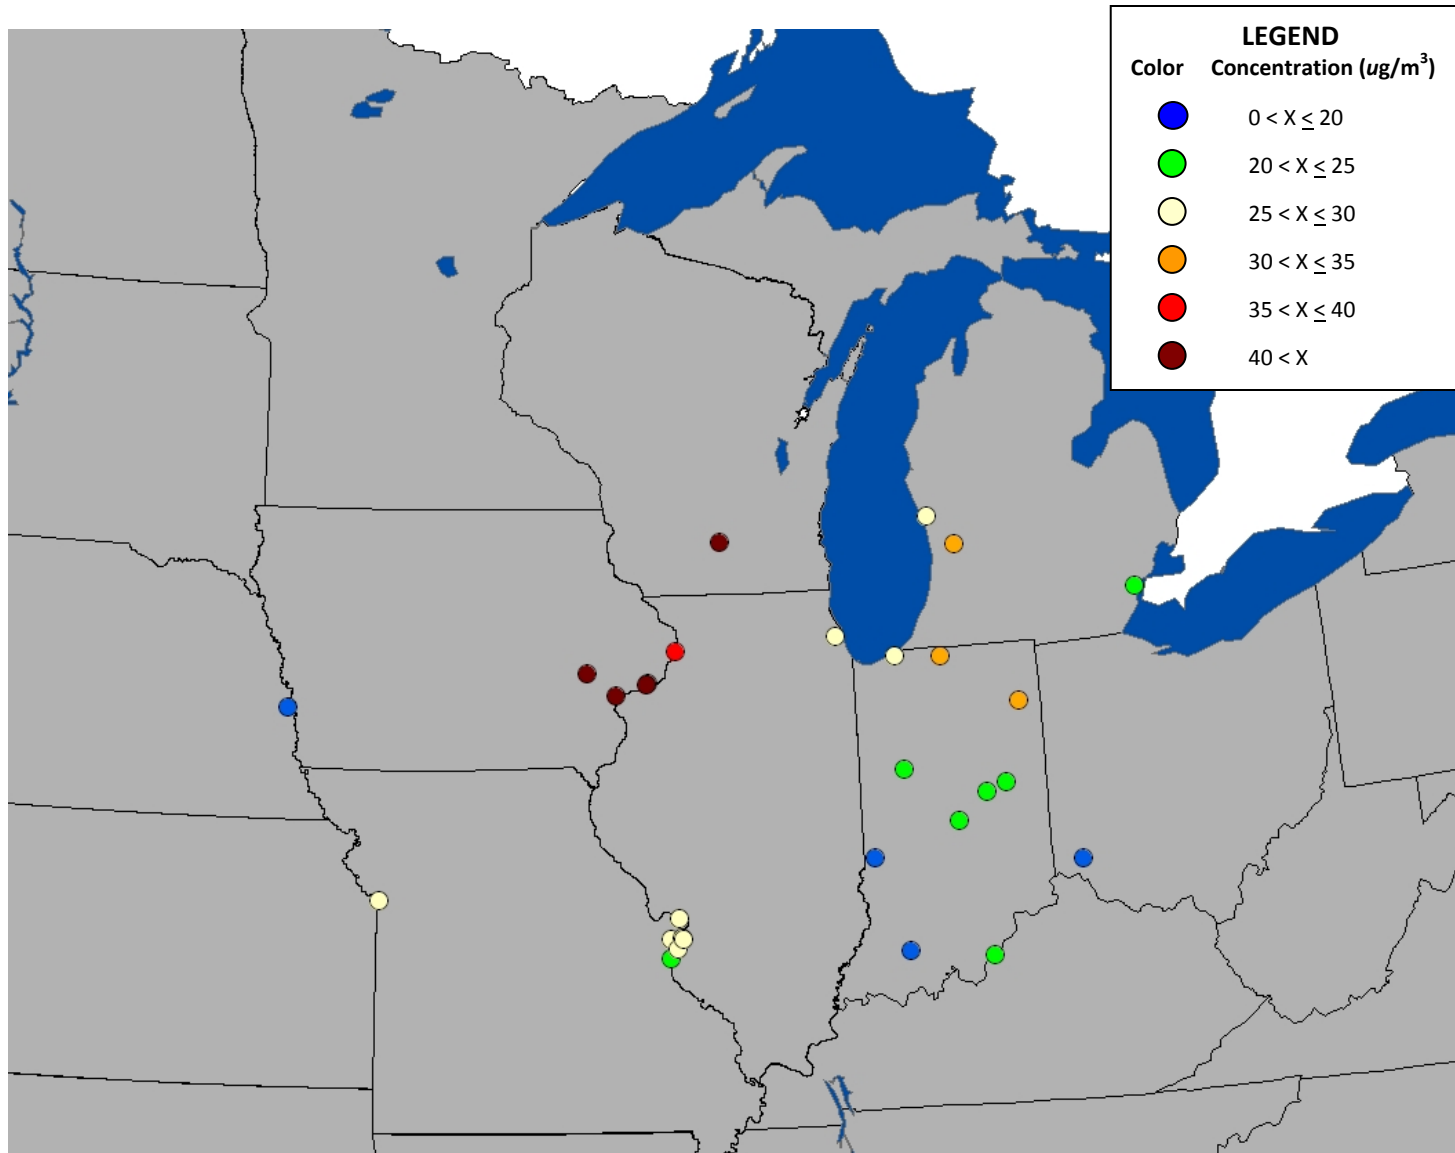 LEGEND
Color Concentration (ug/m³)
0 < X ≤ 20
20 < X ≤ 25
25 < X ≤ 30
30 < X ≤ 35
35 < X ≤ 40
40 < X